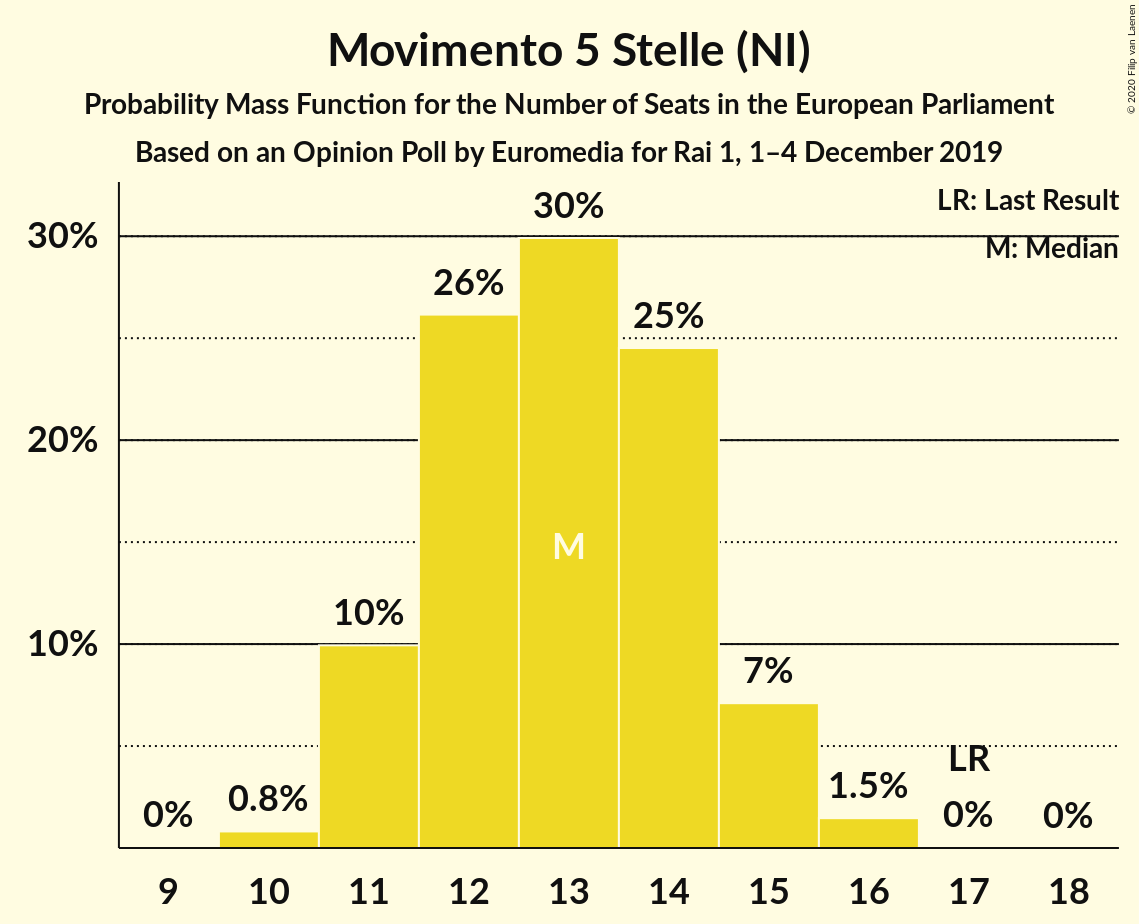 Movimento 5 Stelle (NI)
Probability Mass Function for the Number of Seats in the European Parliament
Based on an Opinion Poll by Euromedia for Rai 1, 1–4 December 2019
© 2020 Filip van Laenen
LR: Last Result
M: Median
30%
20%
10%
0%
0.8%
10%
26%
30%
M
25%
7%
1.5%
LR
0%
0%
9 10 11 12 13 14 15 16 17 18